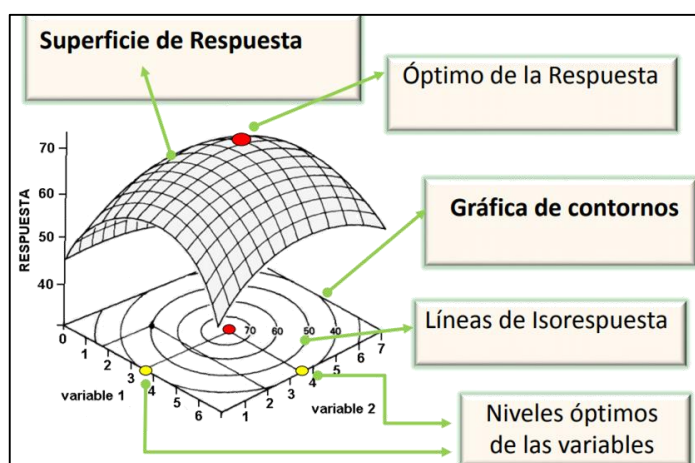 Superficie de Respuesta
Óptimo de la Respuesta
Gráfica de contornos
Líneas de Isorespuesta
Niveles óptimos
de las variables
RESPUESTA
70
60
50
40
70 60 50 40
0 1 2 3 4 5 6
variable 1
1 2 3 4 5 6 7
variable 2